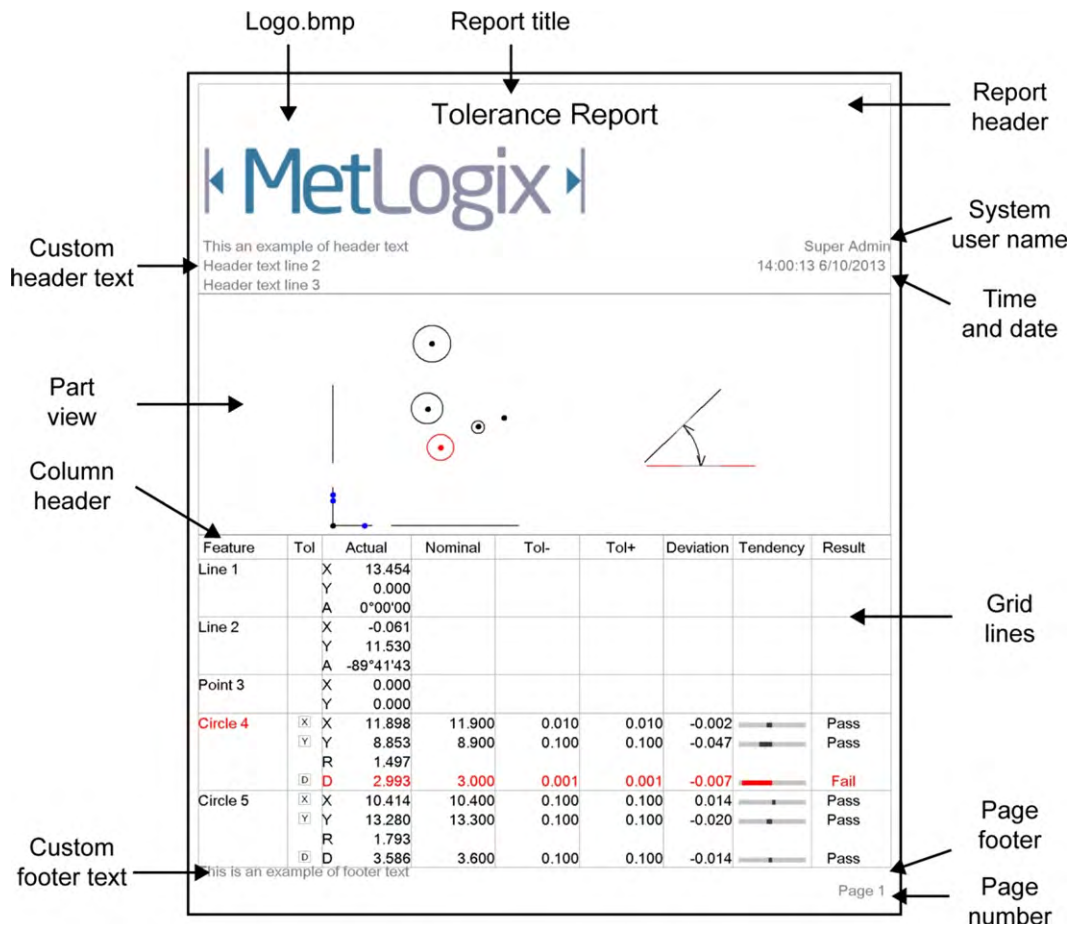 Logo.bmp
Report title
Tolerance Report
Report
header
MetLogix
System
user name
Custom
header text
This an example of header text
Header text line 2
Header text line 3
Super Admin
14:00:13 6/10/2013
Time
and date
Part
view
Column
header
Feature Tol Actual Nominal Tol- Tol+ Deviation Tendency Result
Line 1 X 13.454
Y 0.000
A 0°00'00
Line 2 X -0.061
Y 11.530
A -89°41'43
Point 3 X 0.000
Y 0.000
Circle 4 X X 11.898 11.900 0.010 0.010 -0.002 Pass
Y Y 8.853 8.900 0.100 0.100 -0.047 Pass
R 1.497
D D 2.993 3.000 0.001 0.001 -0.007 Fail
Circle 5 X X 10.414 10.400 0.100 0.100 0.014 Pass
Y Y 13.280 13.300 0.100 0.100 -0.020 Pass
R 1.793
D D 3.586 3.600 0.100 0.100 -0.014 Pass
Grid
lines
Custom
footer text
This is an example of footer text
Page
footer
Page 1
Page
number